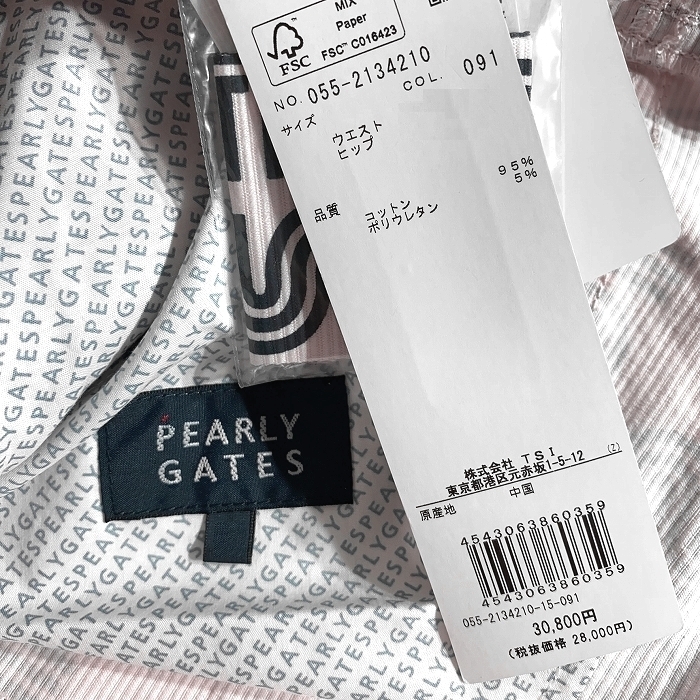 MIX
Paper
FSC™ C016423
FSC
NO. 055-2134210
COL. 091
サイズ
ウエスト
ヒップ
品質
コットン 95%
ポリウレタン 5%
株式会社 TSI
東京都港区元赤坂1-5-12 (Z)
原産地 中国
4543063860359
4543063860359
055-2134210-15-091
30,800円
(税抜価格 28,000円)
PEARLY
GATES
PEARLYGATESPEARLYGATESPEARLYGATES